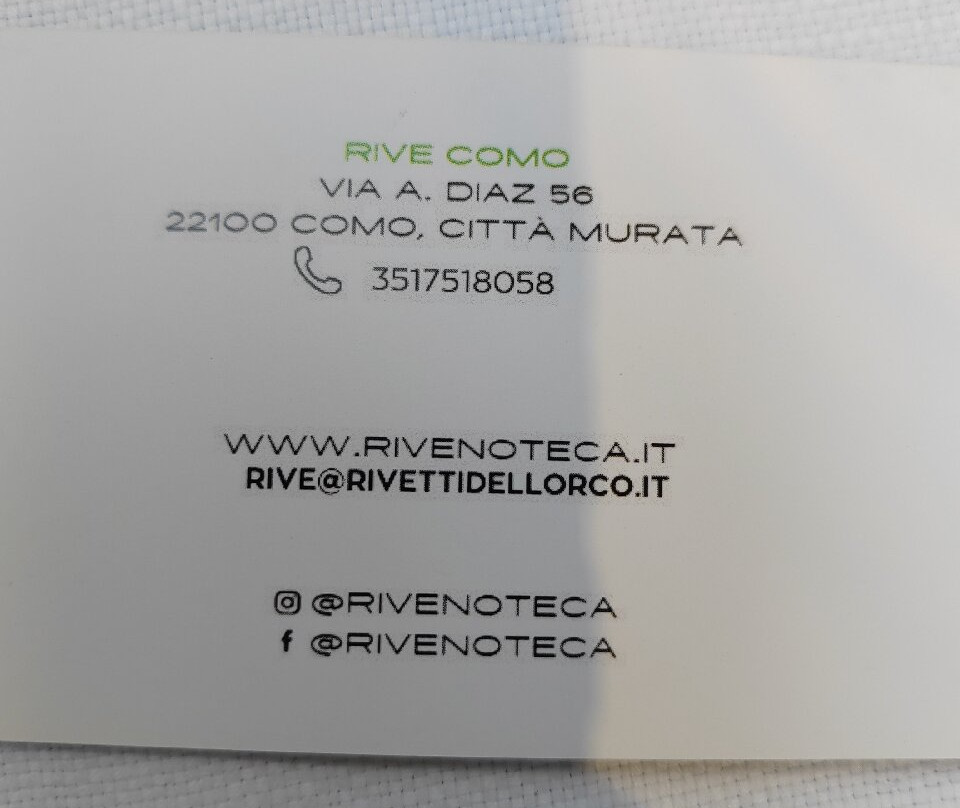 RIVE COMO
VIA A. DIAZ 56
22100 COMO, CITTÀ MURATA
3517518058
WWW.RIVENOTECA.IT
RIVE@RIVETTIDELLORCO.IT
@RIVENOTECA
@RIVENOTECA